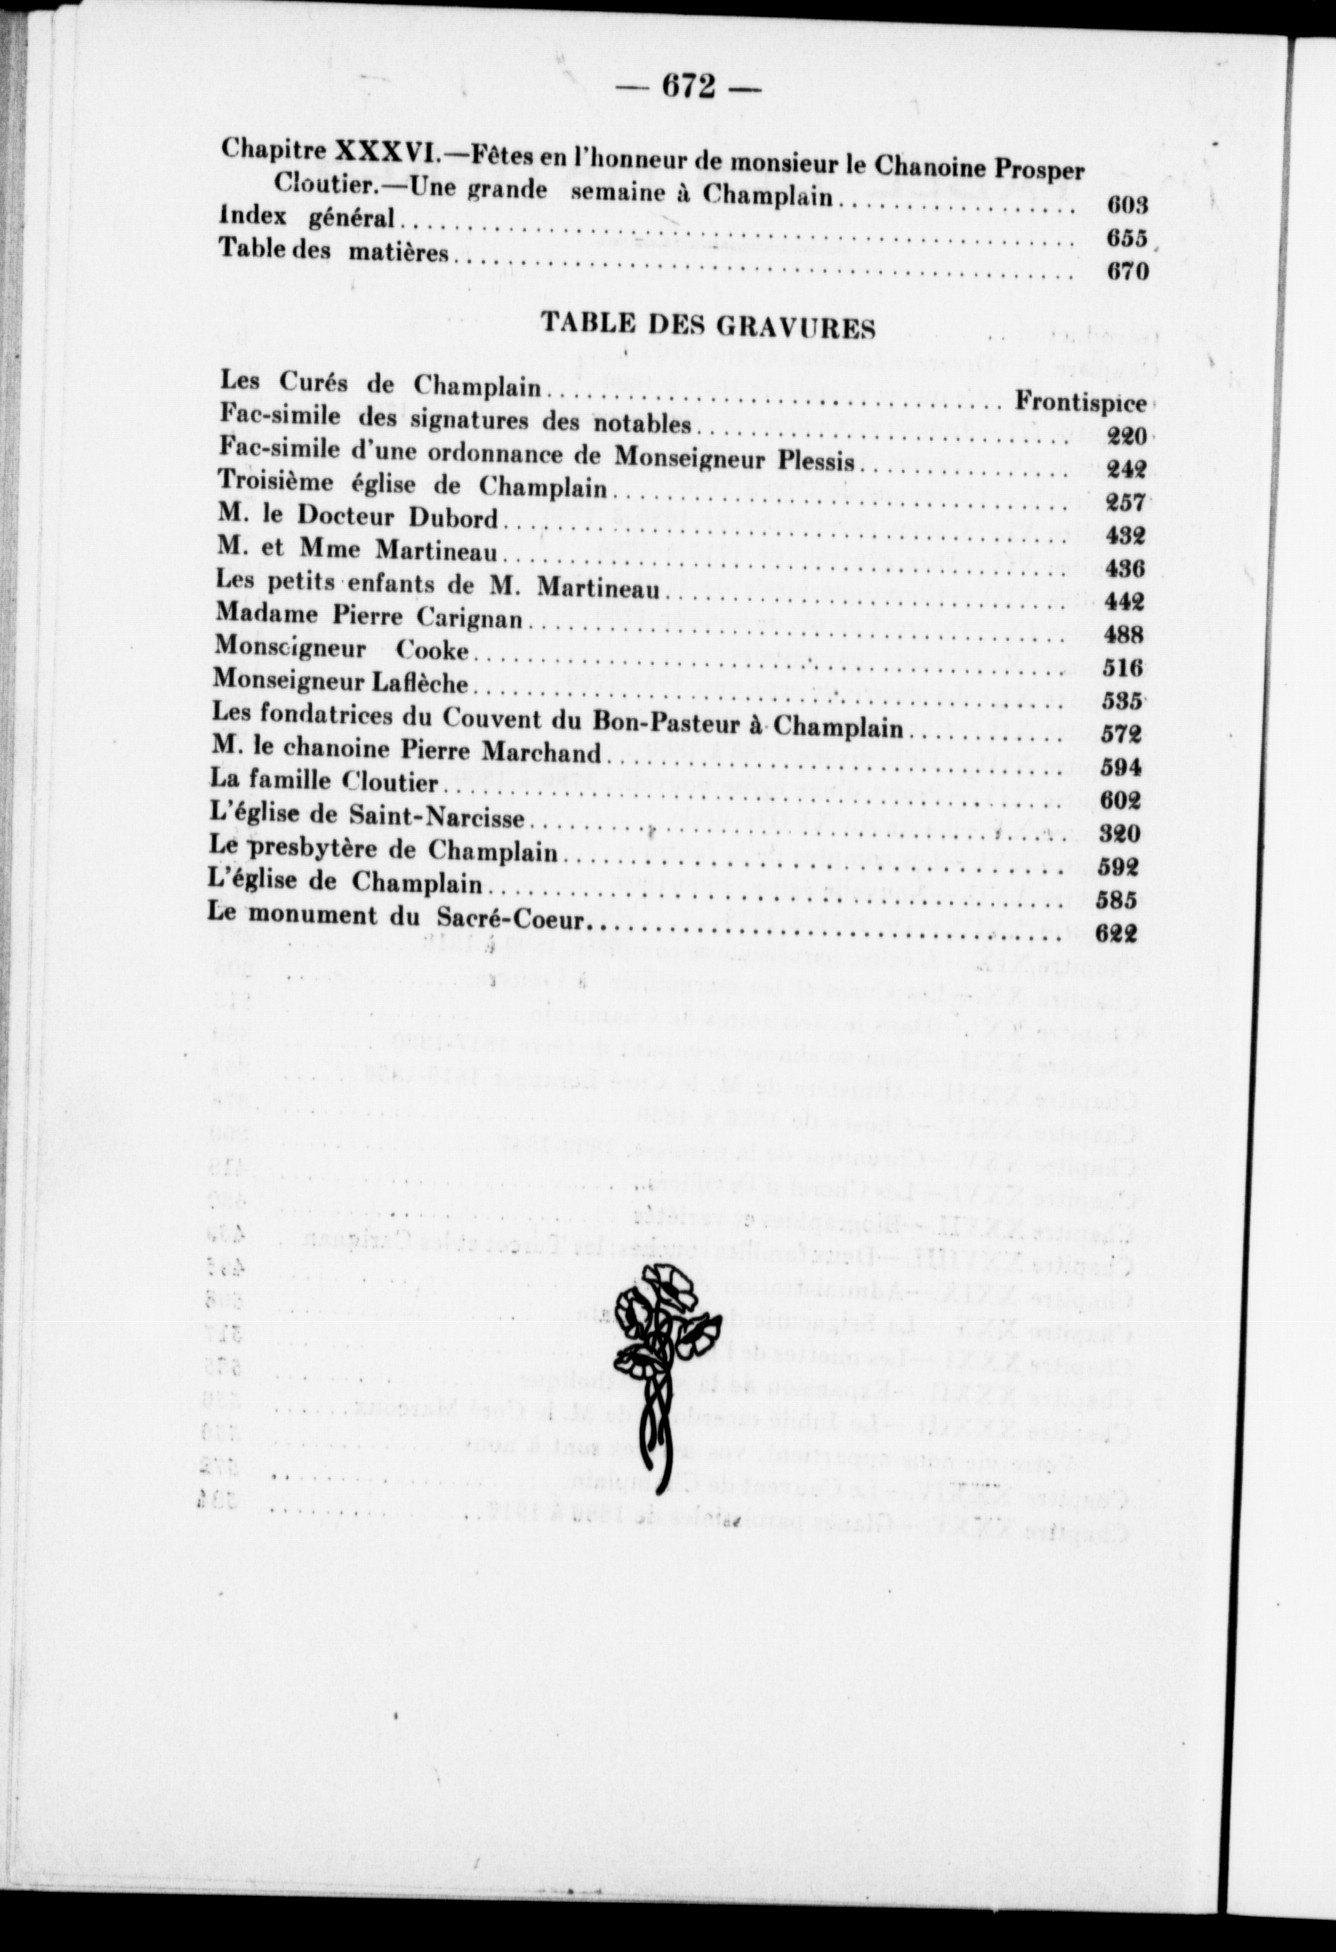 — 672 —
Chapitre XXXVI.—Fêtes en l'honneur de monsieur le Chanoine Prosper
Cloutier.—Une grande semaine à Champlain.................. 603
Index général.................................................. 655
Table des matières.............................................. 670
TABLE DES GRAVURES
Les Curés de Champlain.................................. Frontispice
Fac-simile des signatures des notables............................ 220
Fac-simile d'une ordonnance de Monseigneur Plessis................ 242
Troisième église de Champlain.................................. 257
M. le Docteur Dubord.......................................... 432
M. et Mme Martineau.......................................... 436
Les petits enfants de M. Martineau.............................. 442
Madame Pierre Carignan........................................ 488
Monseigneur Cooke............................................ 516
Monseigneur Laflèche............................................ 535
Les fondatrices du Couvent du Bon-Pasteur à Champlain............ 572
M. le chanoine Pierre Marchand.................................. 594
La famille Cloutier.............................................. 602
L'église de Saint-Narcisse........................................ 320
Le presbytère de Champlain...................................... 592
L'église de Champlain............................................ 585
Le monument du Sacré-Coeur.................................... 622